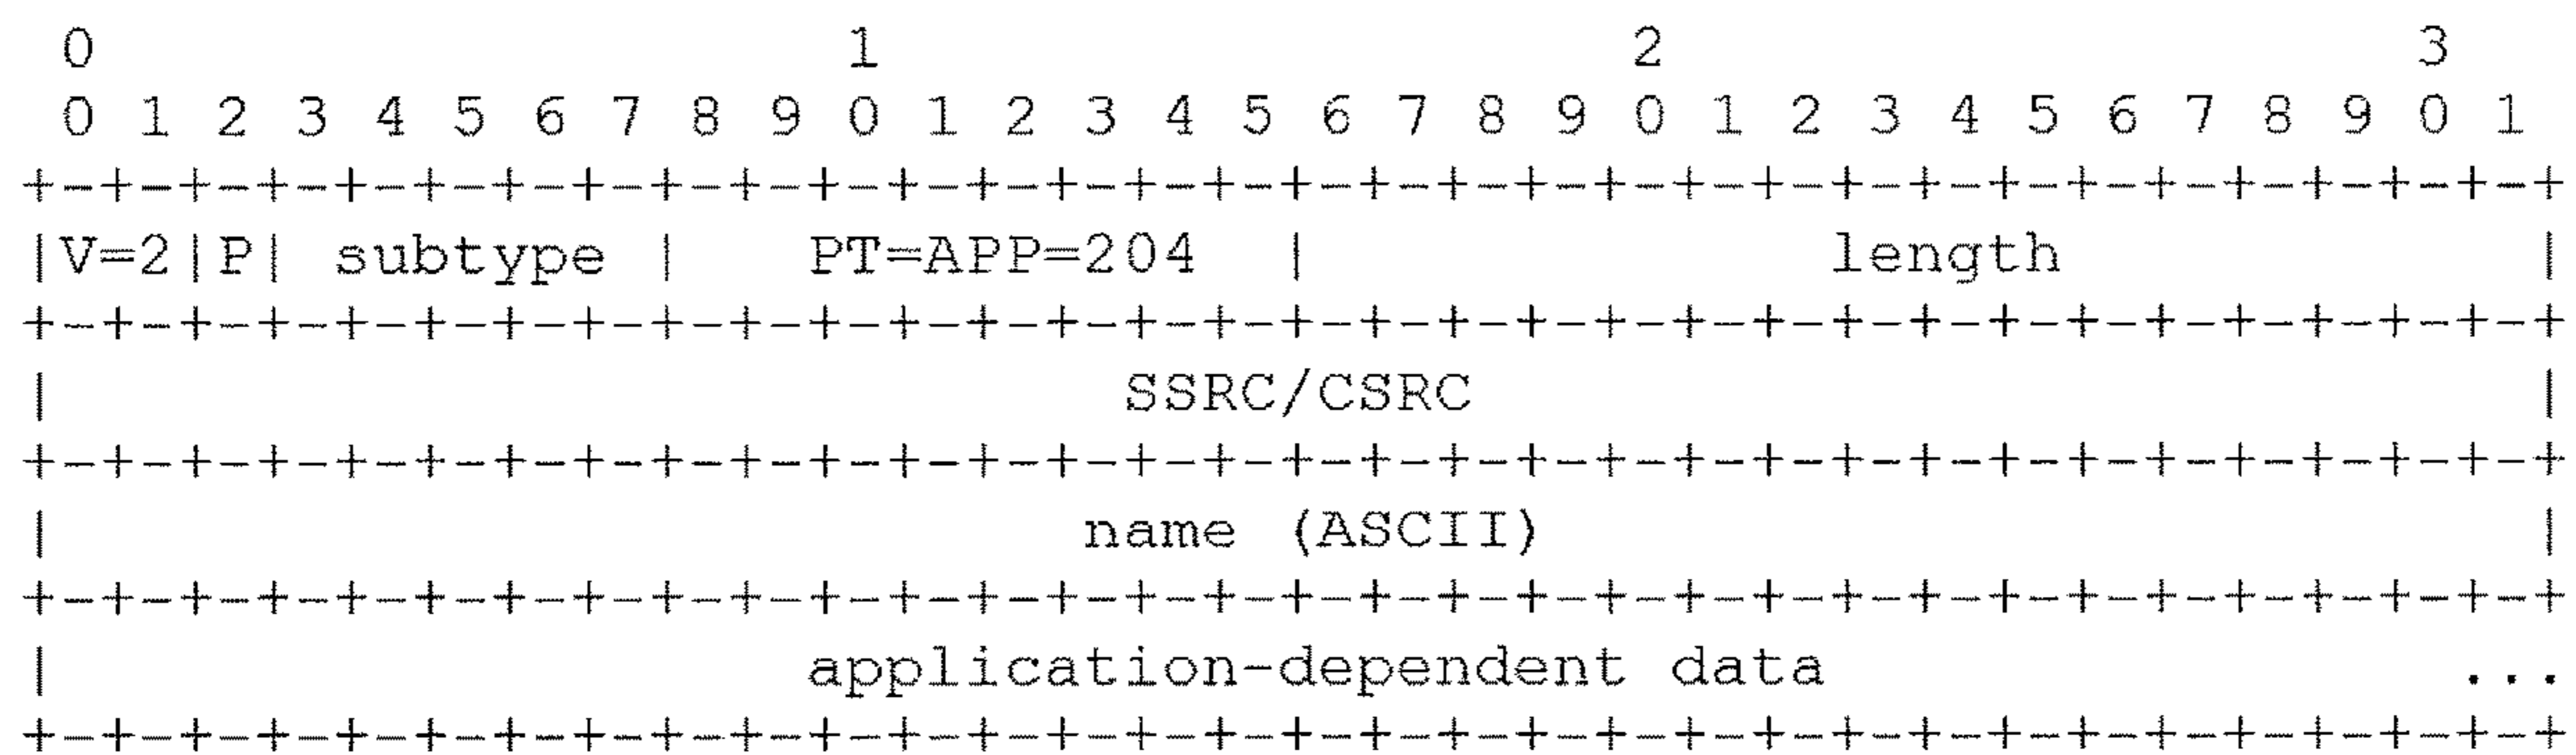 0                   1                   2                   3
 0 1 2 3 4 5 6 7 8 9 0 1 2 3 4 5 6 7 8 9 0 1 2 3 4 5 6 7 8 9 0 1
+-+-+-+-+-+-+-+-+-+-+-+-+-+-+-+-+-+-+-+-+-+-+-+-+-+-+-+-+-+-+-+-+
|V=2|P| subtype |   PT=APP=204  |             length            |
+-+-+-+-+-+-+-+-+-+-+-+-+-+-+-+-+-+-+-+-+-+-+-+-+-+-+-+-+-+-+-+-+
|                           SSRC/CSRC                           |
+-+-+-+-+-+-+-+-+-+-+-+-+-+-+-+-+-+-+-+-+-+-+-+-+-+-+-+-+-+-+-+-+
|                          name (ASCII)                         |
+-+-+-+-+-+-+-+-+-+-+-+-+-+-+-+-+-+-+-+-+-+-+-+-+-+-+-+-+-+-+-+-+
|                   application-dependent data                ...
+-+-+-+-+-+-+-+-+-+-+-+-+-+-+-+-+-+-+-+-+-+-+-+-+-+-+-+-+-+-+-+-+